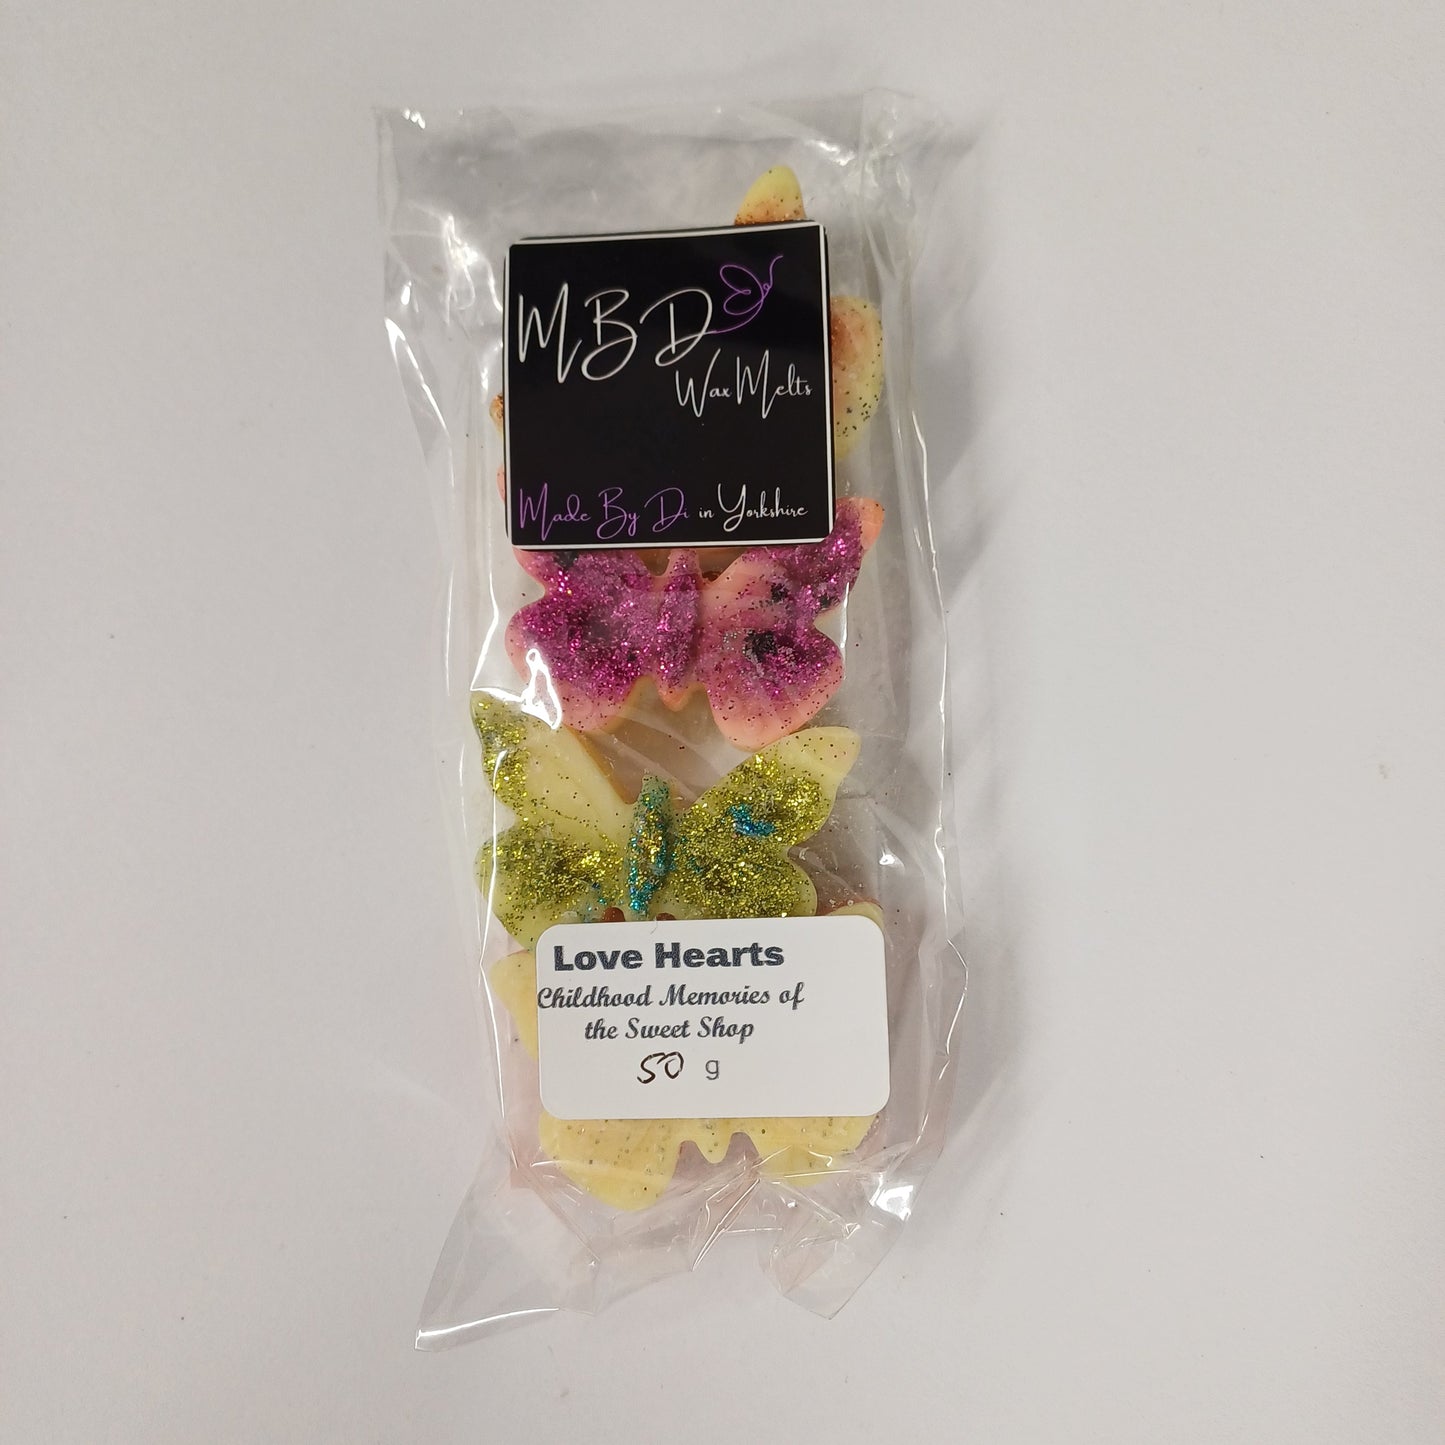 MBD
Wax Melts
Made By Di in Yorkshire
Love Hearts
Childhood Memories of
the Sweet Shop
50 g